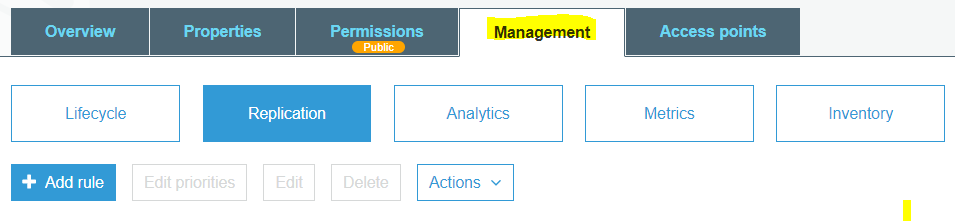 Overview Properties Permissions Management Access points
Public
Lifecycle Replication Analytics Metrics Inventory
+ Add rule Edit priorities Edit Delete Actions